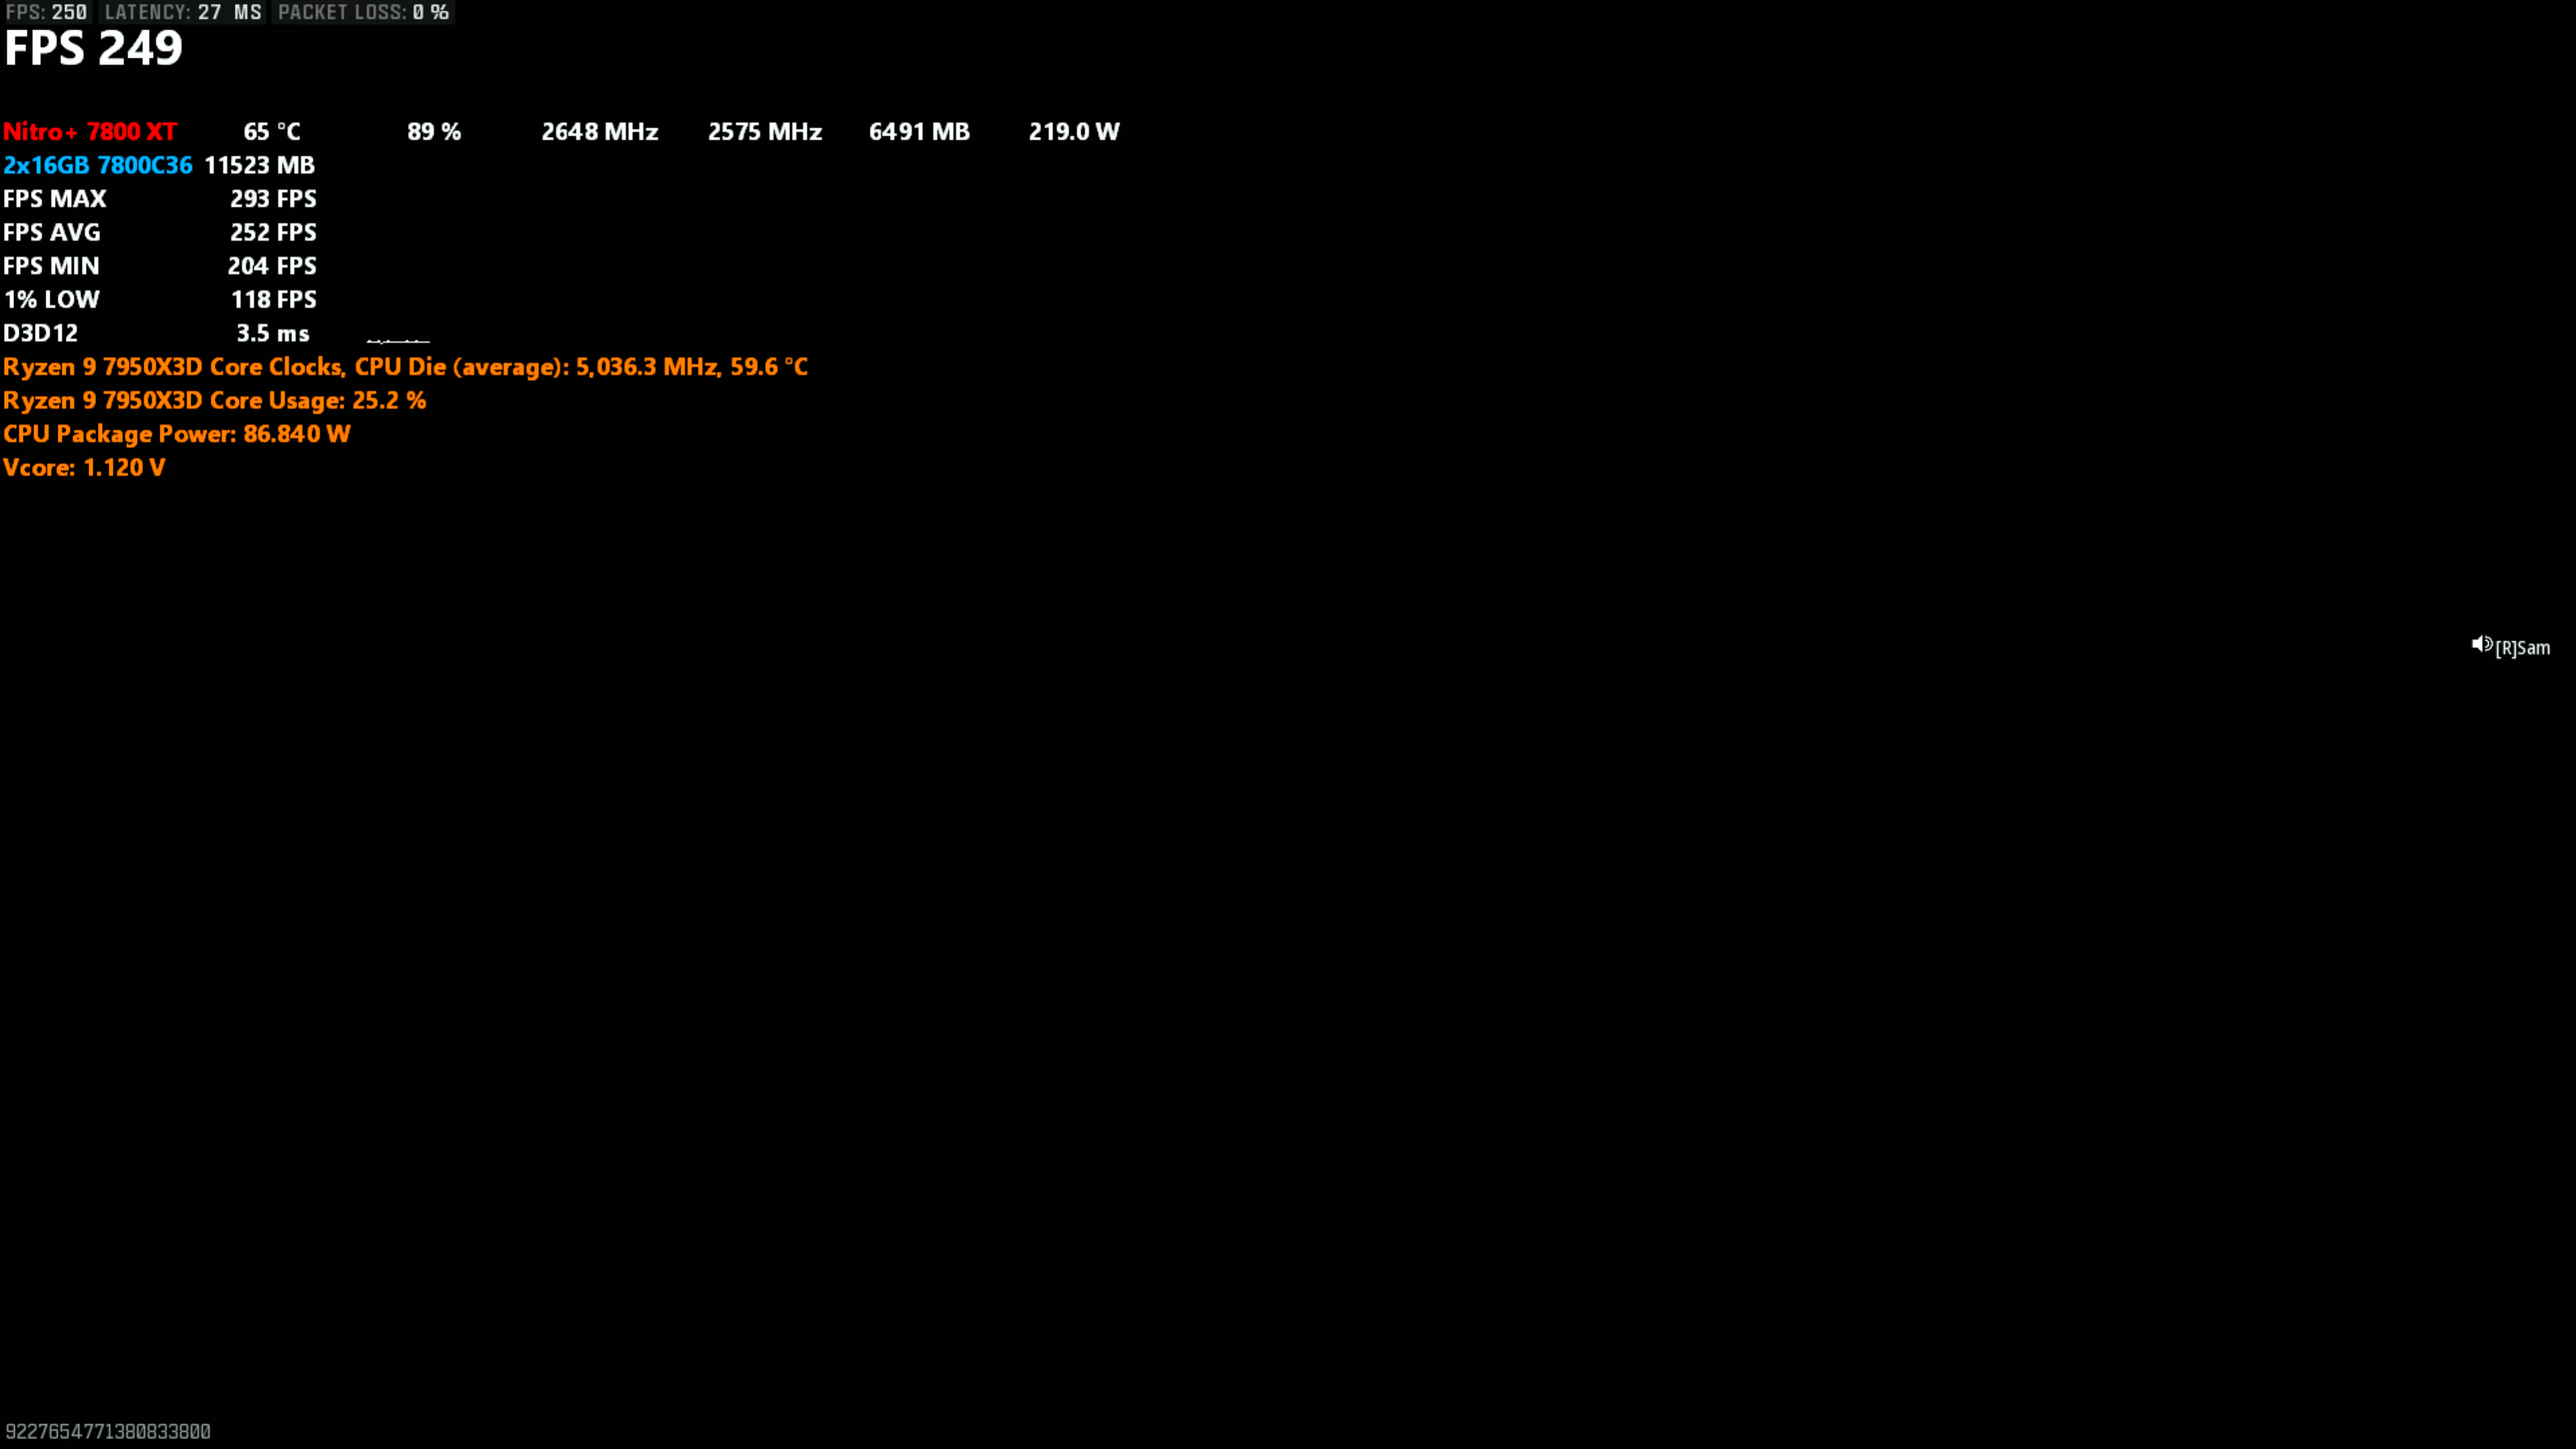 FPS: 250 LATENCY: 27 MS PACKET LOSS: 0 %
FPS 249
Nitro+ 7800 XT 65 °C 89 % 2648 MHz 2575 MHz 6491 MB 219.0 W
2x16GB 7800C36 11523 MB
FPS MAX 293 FPS
FPS AVG 252 FPS
FPS MIN 204 FPS
1% LOW 118 FPS
D3D12 3.5 ms
Ryzen 9 7950X3D Core Clocks, CPU Die (average): 5,036.3 MHz, 59.6 °C
Ryzen 9 7950X3D Core Usage: 25.2 %
CPU Package Power: 86.840 W
Vcore: 1.120 V
[R]Sam
9227654771380833800